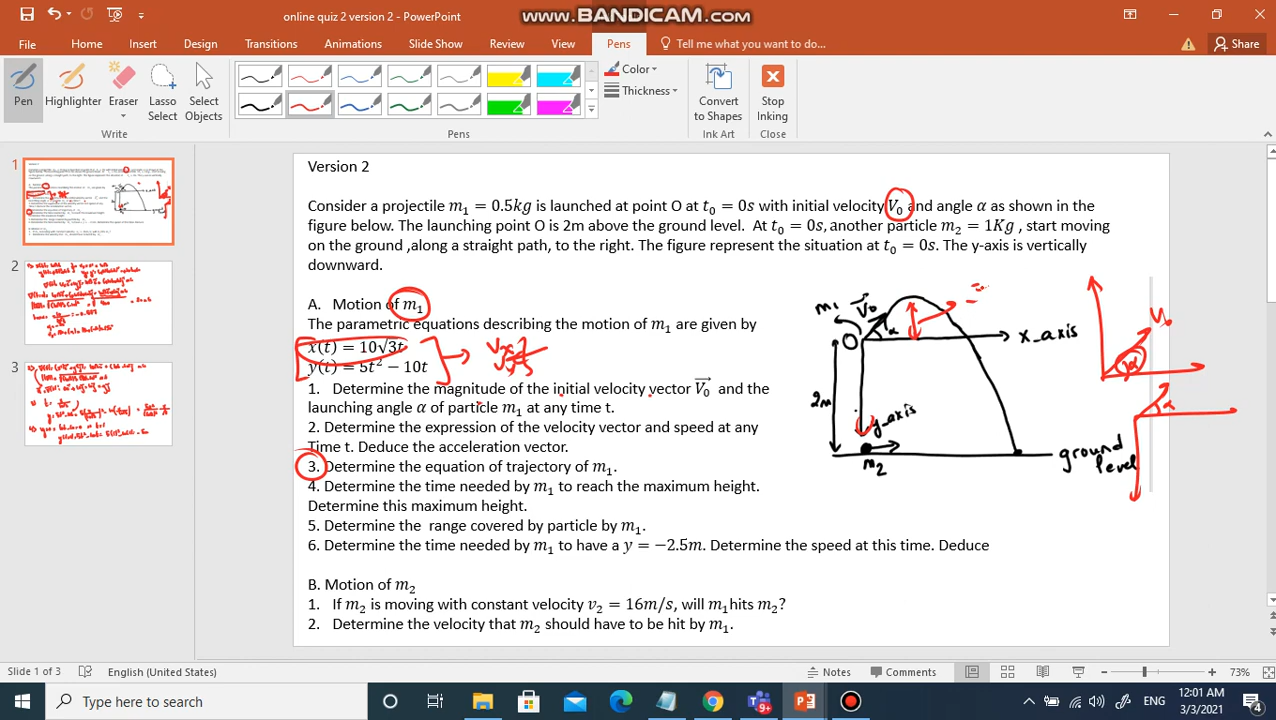 online quiz 2 version 2 - PowerPoint
www.BANDICAM.com
File Home Insert Design Transitions Animations Slide Show Review View Pens Tell me what you want to do... Share
Pen
Highlighter
Eraser
Lasso Select
Select Objects
Color
Thickness
Convert to Shapes
Stop Inking
Write
Pens
Ink Art
Close
1
2
3
Version 2
Consider a projectile m₁ = 0.5kg is launched at point O at t₀ = 0s with initial velocity V₀ and angle α as shown in the
figure below. The launching point O is 2m above the ground level. At t₀ = 0s, another particle m₂ = 1Kg , start moving
on the ground ,along a straight path, to the right. The figure represent the situation at t₀ = 0s. The y-axis is vertically
downward.
A. Motion of m₁
The parametric equations describing the motion of m₁ are given by
x(t) = 10√3t
y(t) = 5t² − 10t
1. Determine the magnitude of the initial velocity vector V₀ and the
launching angle α of particle m₁ at any time t.
2. Determine the expression of the velocity vector and speed at any
Time t. Deduce the acceleration vector.
3. Determine the equation of trajectory of m₁.
4. Determine the time needed by m₁ to reach the maximum height.
Determine this maximum height.
5. Determine the range covered by particle by m₁.
6. Determine the time needed by m₁ to have a y = −2.5m. Determine the speed at this time. Deduce
B. Motion of m₂
1. If m₂ is moving with constant velocity v₂ = 16m/s, will m₁hits m₂?
2. Determine the velocity that m₂ should have to be hit by m₁.
m₁
V₀
α
O
x_axis
2m
y_axis
m₂
ground level
V₀
α
α
Slide 1 of 3 English (United States) Notes Comments 73%
Type here to search
9+
ENG
12:01 AM
3/3/2021
4